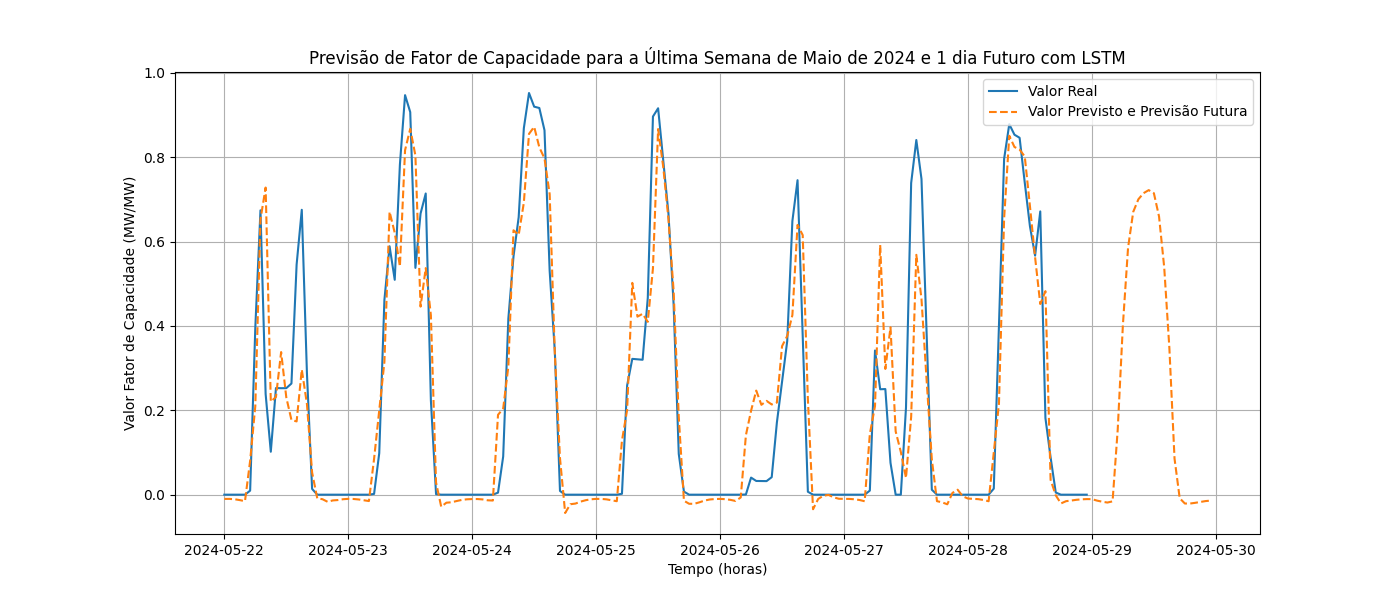 Previsão de Fator de Capacidade para a Última Semana de Maio de 2024 e 1 dia Futuro com LSTM
Valor Real
Valor Previsto e Previsão Futura
Valor Fator de Capacidade (MW/MW)
1.0
0.8
0.6
0.4
0.2
0.0
2024-05-22 2024-05-23 2024-05-24 2024-05-25 2024-05-26 2024-05-27 2024-05-28 2024-05-29 2024-05-30
Tempo (horas)